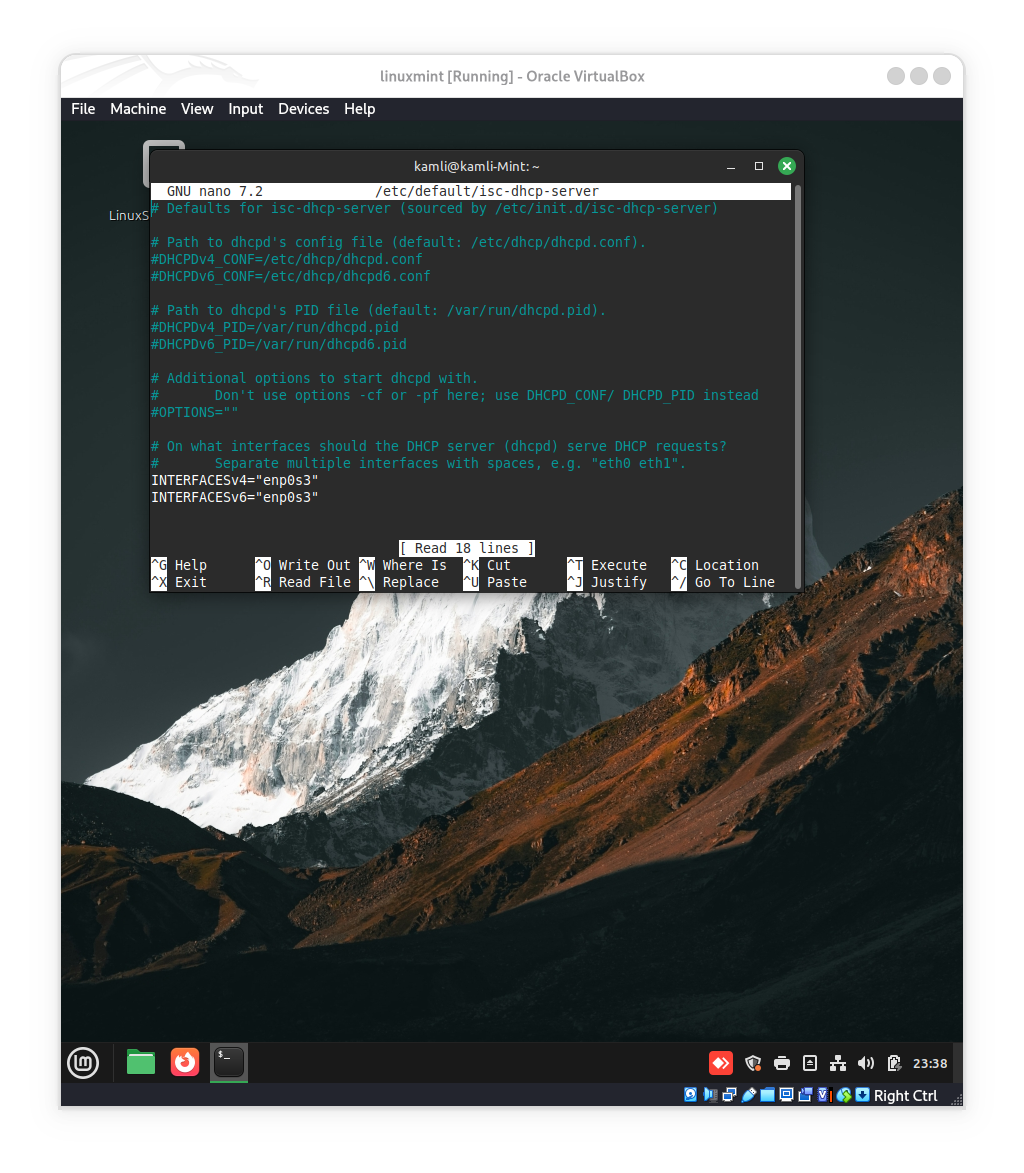 linuxmint [Running] - Oracle VirtualBox
File Machine View Input Devices Help
LinuxS
kamli@kamli-Mint: ~
GNU nano 7.2 /etc/default/isc-dhcp-server
# Defaults for isc-dhcp-server (sourced by /etc/init.d/isc-dhcp-server)
# Path to dhcpd's config file (default: /etc/dhcp/dhcpd.conf).
#DHCPDv4_CONF=/etc/dhcp/dhcpd.conf
#DHCPDv6_CONF=/etc/dhcp/dhcpd6.conf
# Path to dhcpd's PID file (default: /var/run/dhcpd.pid).
#DHCPDv4_PID=/var/run/dhcpd.pid
#DHCPDv6_PID=/var/run/dhcpd6.pid
# Additional options to start dhcpd with.
#       Don't use options -cf or -pf here; use DHCPD_CONF/ DHCPD_PID instead
#OPTIONS=""
# On what interfaces should the DHCP server (dhcpd) serve DHCP requests?
#       Separate multiple interfaces with spaces, e.g. "eth0 eth1".
INTERFACESv4="enp0s3"
INTERFACESv6="enp0s3"
[ Read 18 lines ]
^G Help ^O Write Out ^W Where Is ^K Cut ^T Execute ^C Location
^X Exit ^R Read File ^\ Replace ^U Paste ^J Justify ^/ Go To Line
lm $_ 23:38
Right Ctrl